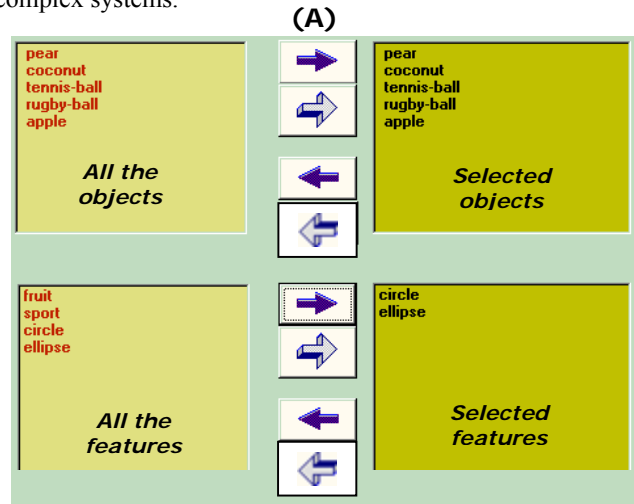 complex systems.
(A)
pear
coconut
tennis-ball
rugby-ball
apple
All the
objects
pear
coconut
tennis-ball
rugby-ball
apple
Selected
objects
fruit
sport
circle
ellipse
All the
features
circle
ellipse
Selected
features